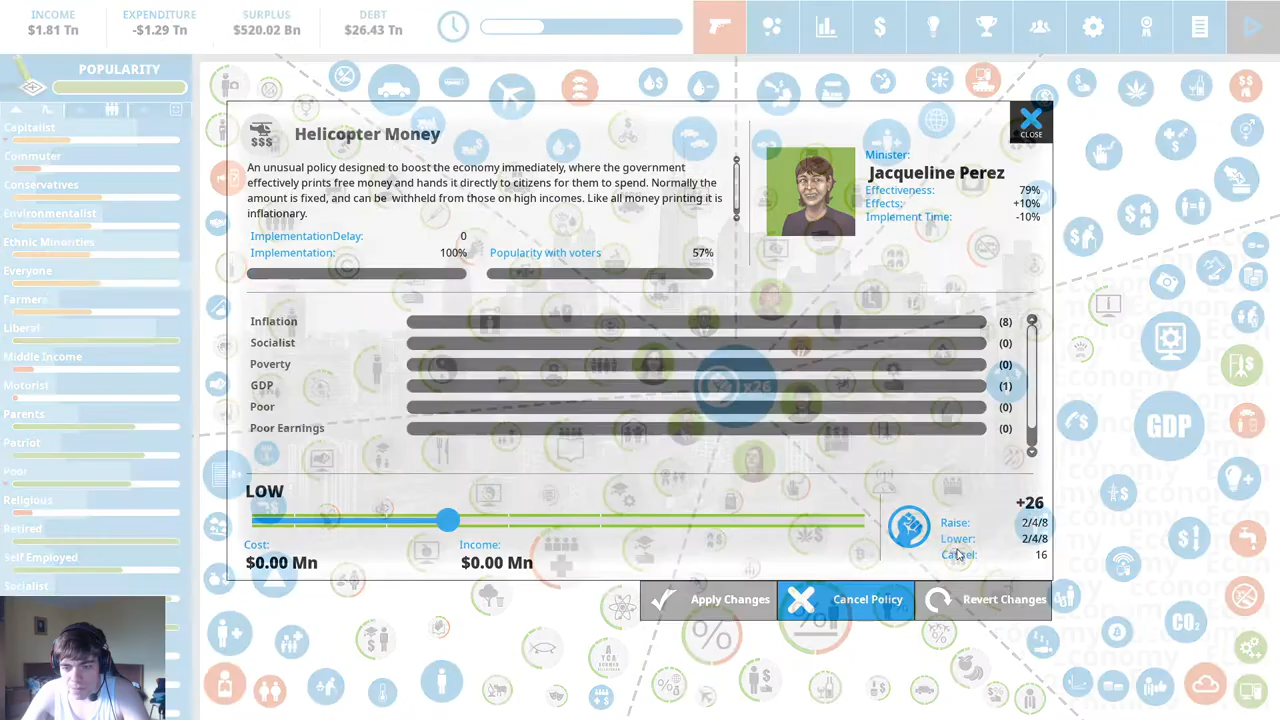 INCOME
$1.81 Tn
EXPENDITURE
-$1.29 Tn
SURPLUS
$520.02 Bn
DEBT
$26.43 Tn
POPULARITY
Capitalist
Commuter
Conservatives
Environmentalist
Ethnic Minorities
Everyone
Farmers
Liberal
Middle Income
Motorist
Parents
Patriot
Poor
Religious
Retired
Self Employed
Socialist
$$$
Helicopter Money
An unusual policy designed to boost the economy immediately, where the government
effectively prints free money and hands it directly to citizens for them to spend. Normally the
amount is fixed, and can be withheld from those on high incomes. Like all money printing it is
inflationary.
ImplementationDelay:
0
Implementation:
100%
Popularity with voters
57%
Minister:
Jacqueline Perez
Effectiveness:
79%
Effects:
+10%
Implement Time:
-10%
CLOSE
Inflation
(8)
Socialist
(0)
Poverty
(0)
GDP
(1)
Poor
(0)
Poor Earnings
(0)
x26
LOW
Cost:
$0.00 Mn
Income:
$0.00 Mn
+26
Raise:
2/4/8
Lower:
2/4/8
Cancel:
16
Apply Changes
Cancel Policy
Revert Changes
GDP
CO2
Economy